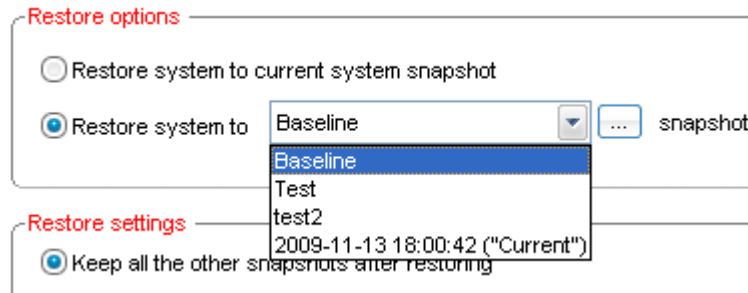 Restore options
Restore system to current system snapshot
Restore system to Baseline ... snapshot
Baseline
Test
test2
2009-11-13 18:00:42 ("Current")
Restore settings
Keep all the other snapshots after restoring